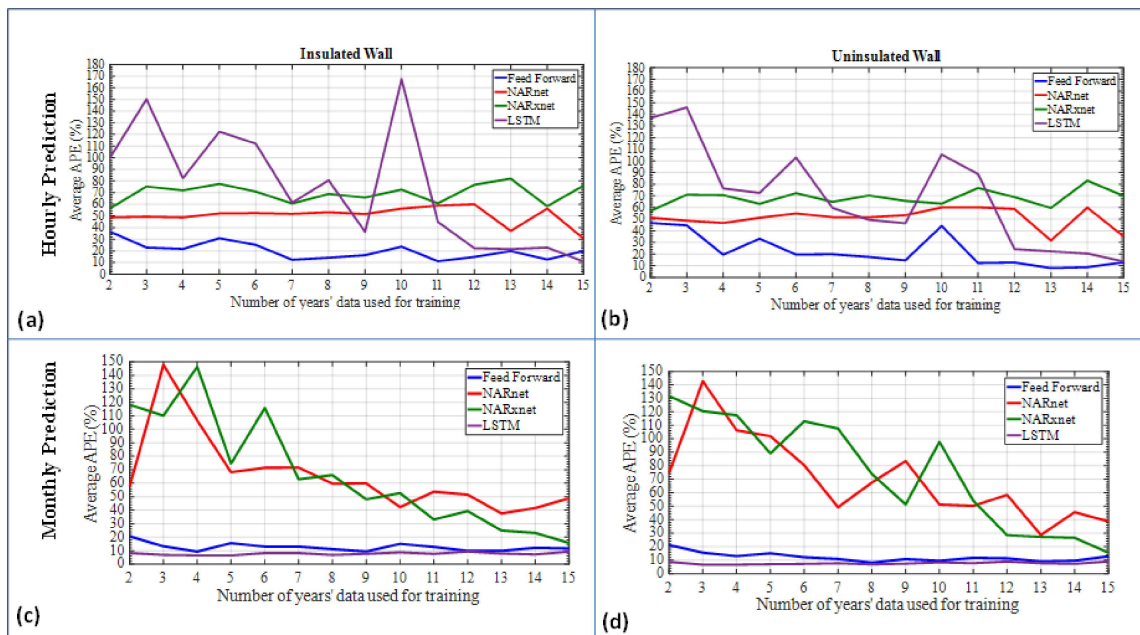 Hourly Prediction
Insulated Wall
Average APE (%)
180
170
160
150
140
130
120
110
100
90
80
70
60
50
40
30
20
10
0
Feed Forward
NARnet
NARxnet
LSTM
2 3 4 5 6 7 8 9 10 11 12 13 14 15
Number of years' data used for training
(a)
Uninsulated Wall
Average APE (%)
180
170
160
150
140
130
120
110
100
90
80
70
60
50
40
30
20
10
0
Feed Forward
NARnet
NARxnet
LSTM
2 3 4 5 6 7 8 9 10 11 12 13 14 15
Number of years' data used for training
(b)
Monthly Prediction
Average APE (%)
150
140
130
120
110
100
90
80
70
60
50
40
30
20
10
0
Feed Forward
NARnet
NARxnet
LSTM
2 3 4 5 6 7 8 9 10 11 12 13 14 15
Number of years' data used for training
(c)
Average APE (%)
150
140
130
120
110
100
90
80
70
60
50
40
30
20
10
0
Feed Forward
NARnet
NARxnet
LSTM
2 3 4 5 6 7 8 9 10 11 12 13 14 15
Number of years' data used for training
(d)